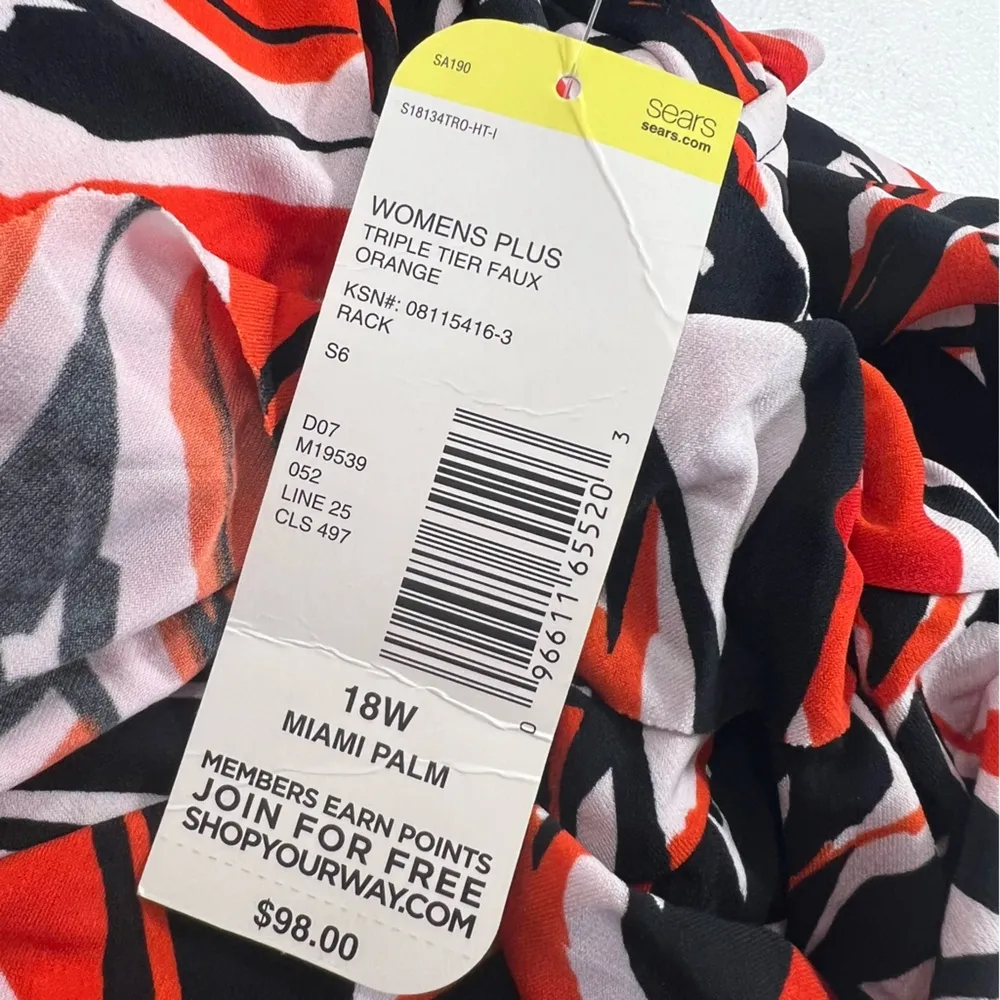 SA190
sears
sears.com
S18134TRO-HT-I
WOMENS PLUS
TRIPLE TIER FAUX
ORANGE
KSN#: 08115416-3
RACK
S6
D07
M19539
052
LINE 25
CLS 497
0 96611 65520 3
18W
MIAMI PALM
MEMBERS EARN POINTS
JOIN FOR FREE
SHOPYOURWAY.COM
$98.00